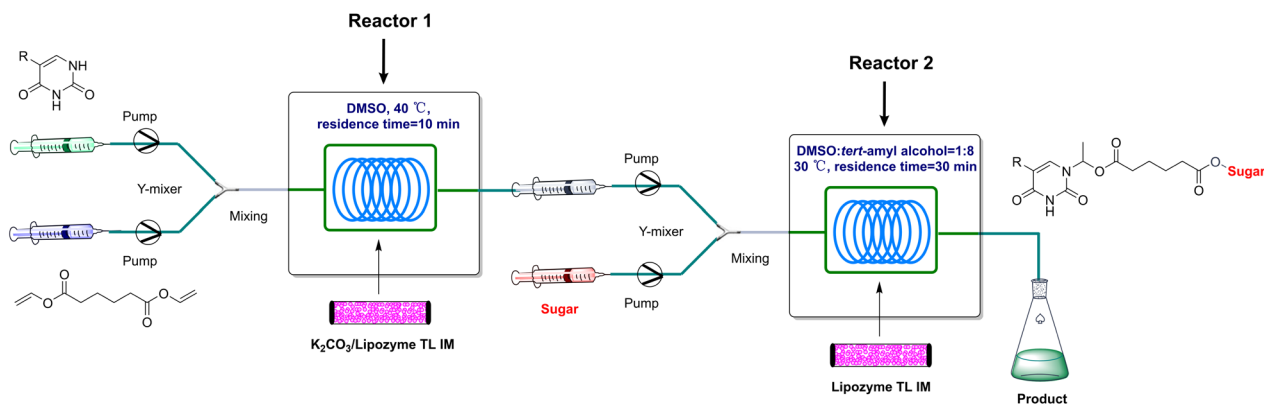 Reactor 1
R
NH
O
N
H
O
Pump
Y-mixer
Mixing
Pump
O
O
O
O
DMSO, 40 ℃,
residence time=10 min
K2CO3/Lipozyme TL IM
Pump
Y-mixer
Mixing
Sugar
Pump
Reactor 2
DMSO:tert-amyl alcohol=1:8
30 ℃, residence time=30 min
Lipozyme TL IM
R
N
O
O
O
O
Sugar
O
NH
O
Product